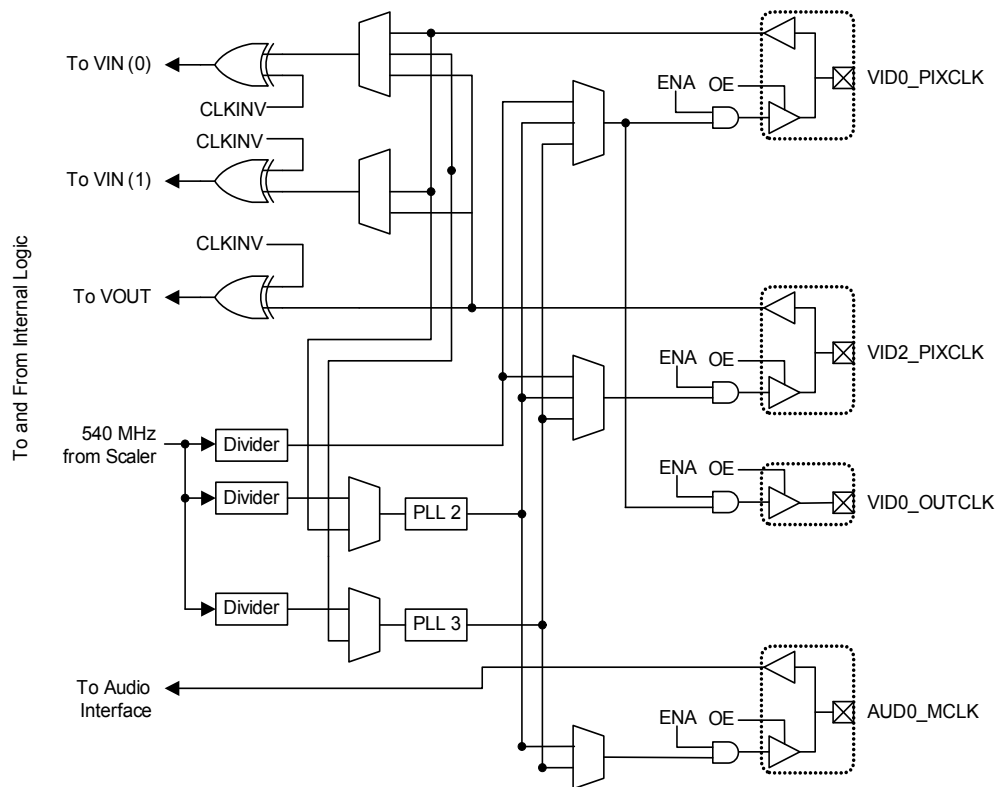 To VIN (0)
CLKINV
ENA OE
VID0_PIXCLK
CLKINV
To VIN (1)
CLKINV
To VOUT
To and From Internal Logic
ENA OE
VID2_PIXCLK
540 MHz
from Scaler
Divider
Divider
PLL 2
ENA OE
VID0_OUTCLK
Divider
PLL 3
To Audio
Interface
ENA OE
AUD0_MCLK